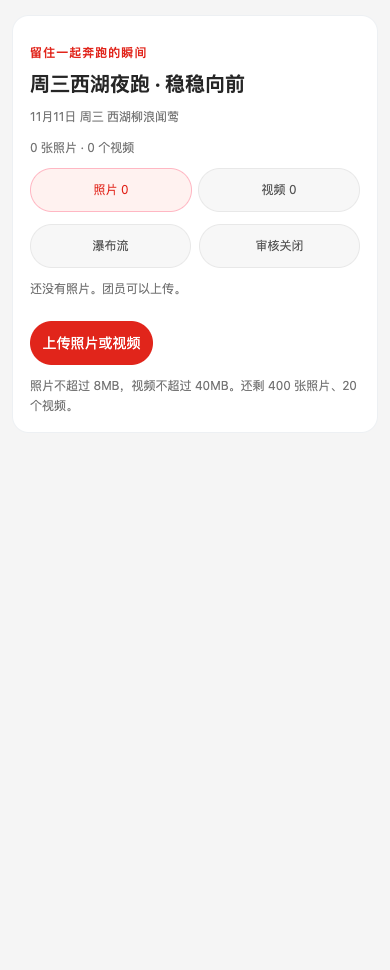 留住一起奔跑的瞬间
周三西湖夜跑 · 稳稳向前
11月11日 周三 西湖柳浪闻莺
0 张照片 · 0 个视频
照片 0
视频 0
瀑布流
审核关闭
还没有照片。团员可以上传。
上传照片或视频
照片不超过 8MB，视频不超过 40MB。还剩 400 张照片、20
个视频。